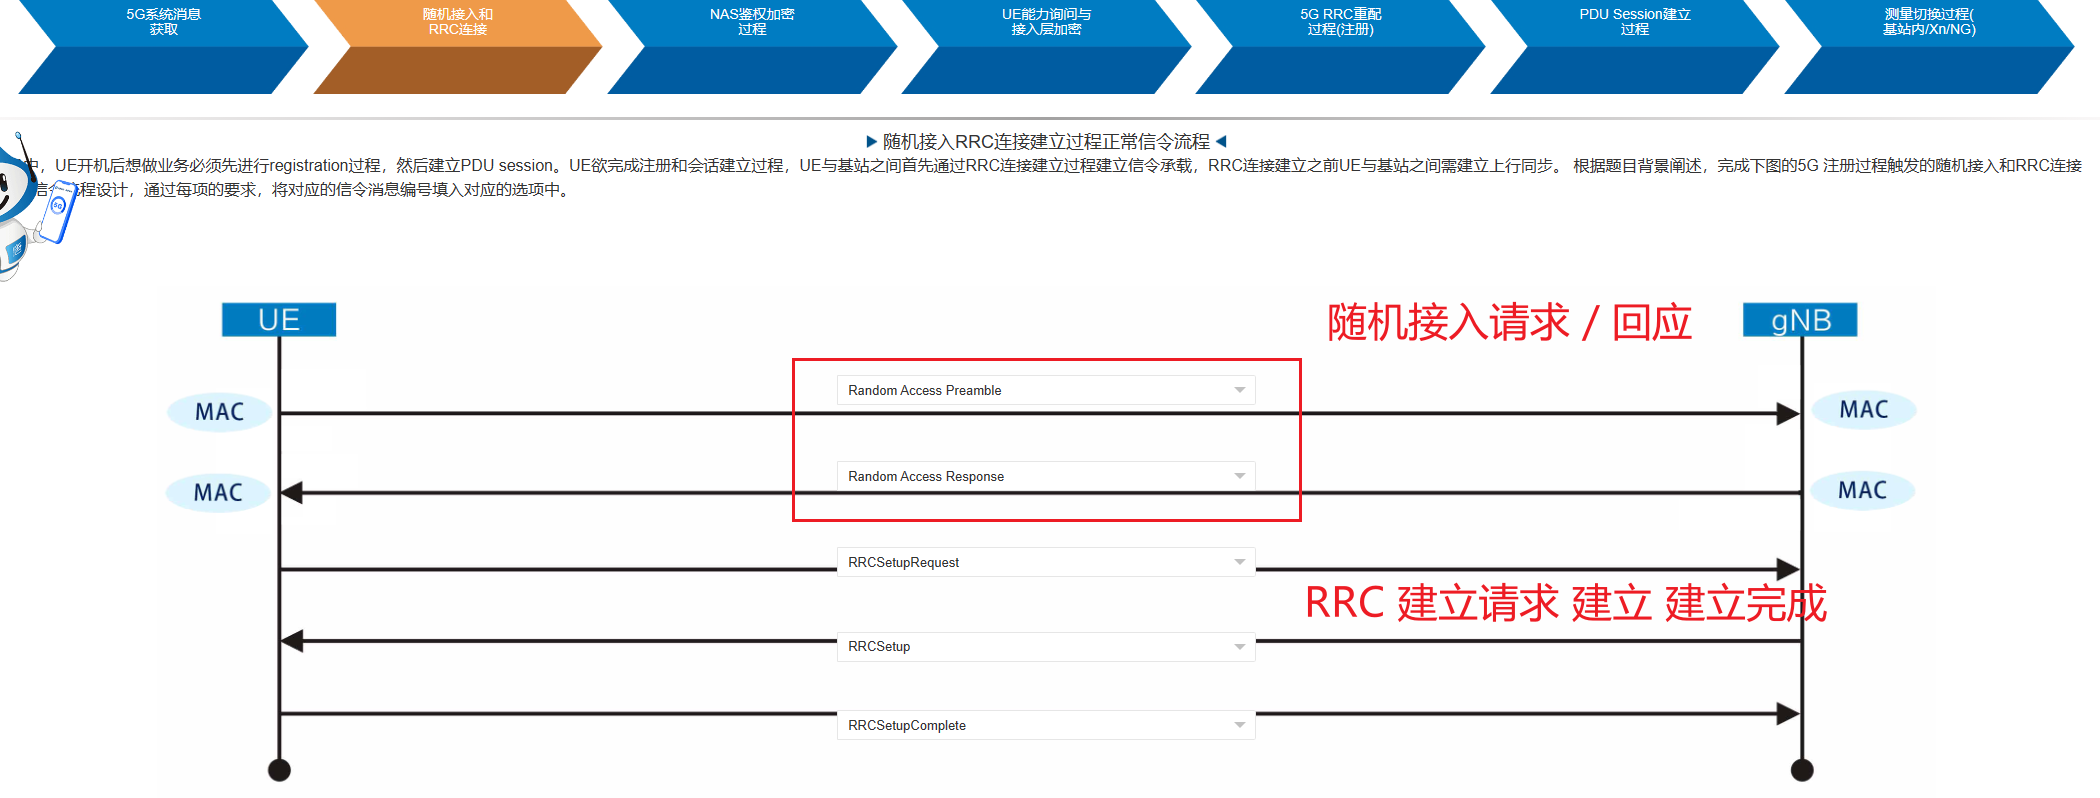 5G系统消息
获取
随机接入和
RRC连接
NAS鉴权加密
过程
UE能力询问与
接入层加密
5G RRC重配
过程(注册)
PDU Session建立
过程
测量切换过程(
基站内/Xn/NG)
随机接入RRC连接建立过程正常信令流程
中，UE开机后想做业务必须先进行registration过程，然后建立PDU session。UE欲完成注册和会话建立过程，UE与基站之间首先通过RRC连接建立过程建立信令承载，RRC连接建立之前UE与基站之间需建立上行同步。 根据题目背景阐述，完成下图的5G 注册过程触发的随机接入和RRC连接
信令流程设计，通过每项的要求，将对应的信令消息编号填入对应的选项中。
5G
UE
随机接入请求 / 回应
gNB
Random Access Preamble
MAC
MAC
Random Access Response
MAC
MAC
RRCSetupRequest
RRC 建立请求 建立 建立完成
RRCSetup
RRCSetupComplete